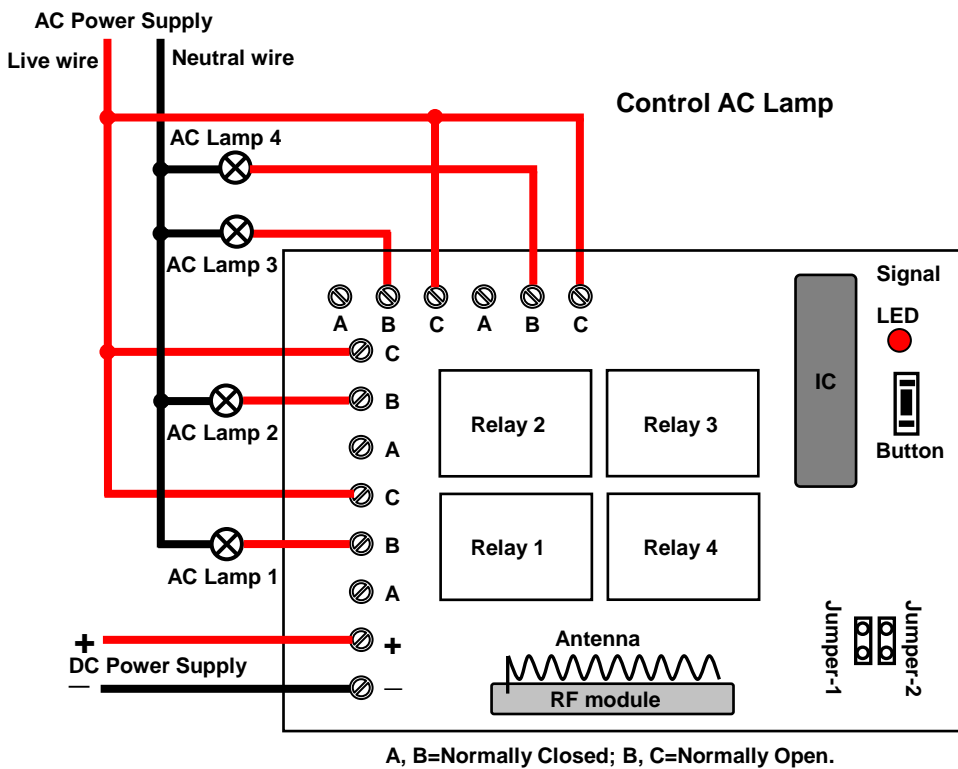 AC Power Supply
Live wire
Neutral wire
Control AC Lamp
AC Lamp 4
AC Lamp 3
Signal
LED
A B C A B C
C
IC
B
Relay 2
Relay 3
AC Lamp 2
A
Button
C
B
Relay 1
Relay 4
AC Lamp 1
A
Jumper-1
Jumper-2
+
+
Antenna
DC Power Supply
—
—
RF module
A, B=Normally Closed; B, C=Normally Open.